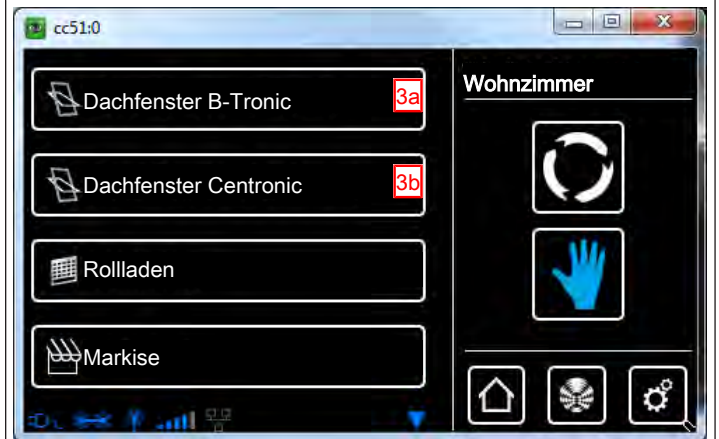 cc51:0
Dachfenster B-Tronic 3a
Dachfenster Centronic 3b
Rollladen
Markise
Wohnzimmer